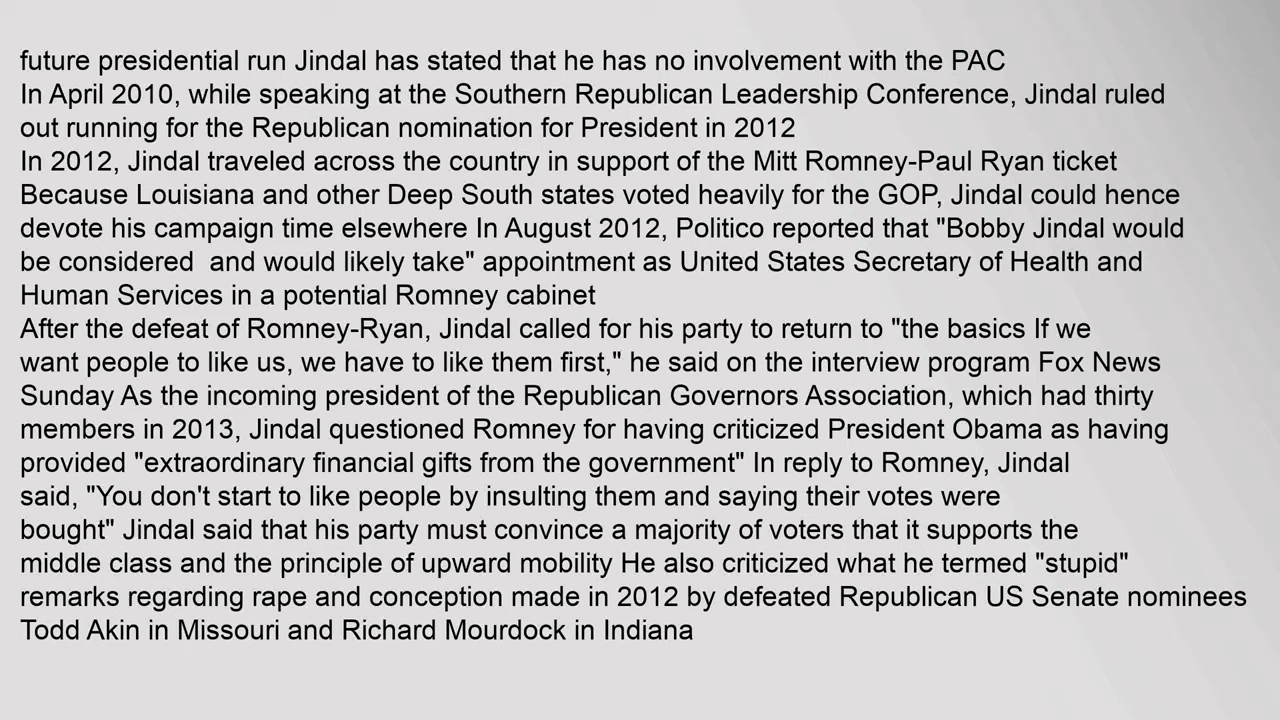 future presidential run Jindal has stated that he has no involvement with the PAC
In April 2010, while speaking at the Southern Republican Leadership Conference, Jindal ruled
out running for the Republican nomination for President in 2012
In 2012, Jindal traveled across the country in support of the Mitt Romney-Paul Ryan ticket
Because Louisiana and other Deep South states voted heavily for the GOP, Jindal could hence
devote his campaign time elsewhere In August 2012, Politico reported that "Bobby Jindal would
be considered  and would likely take" appointment as United States Secretary of Health and
Human Services in a potential Romney cabinet
After the defeat of Romney-Ryan, Jindal called for his party to return to "the basics If we
want people to like us, we have to like them first," he said on the interview program Fox News
Sunday As the incoming president of the Republican Governors Association, which had thirty
members in 2013, Jindal questioned Romney for having criticized President Obama as having
provided "extraordinary financial gifts from the government" In reply to Romney, Jindal
said, "You don't start to like people by insulting them and saying their votes were
bought" Jindal said that his party must convince a majority of voters that it supports the
middle class and the principle of upward mobility He also criticized what he termed "stupid"
remarks regarding rape and conception made in 2012 by defeated Republican US Senate nominees
Todd Akin in Missouri and Richard Mourdock in Indiana